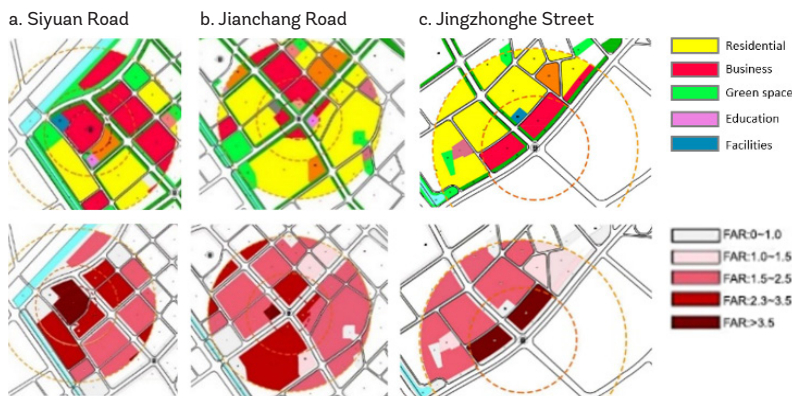 a. Siyuan Road
b. Jianchang Road
c. Jingzhonghe Street
Residential
Business
Green space
Education
Facilities
FAR:0~1.0
FAR:1.0~1.5
FAR:1.5~2.5
FAR:2.3~3.5
FAR:>3.5